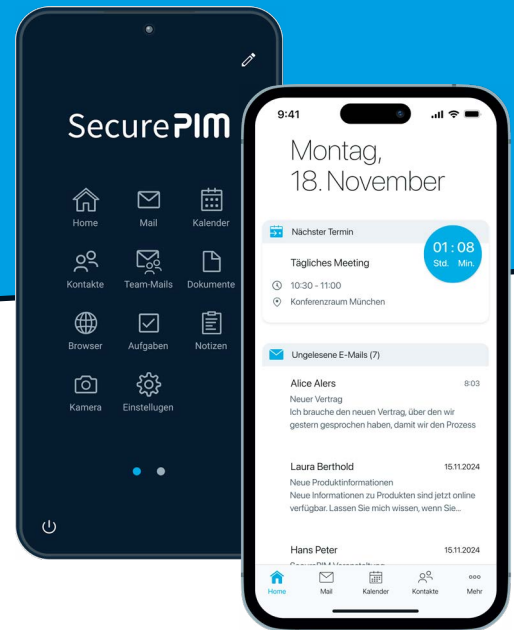 SecurePIM
Home
Mail
Kalender
Kontakte
Team-Mails
Dokumente
Browser
Aufgaben
Notizen
Kamera
Einstellungen
9:41
Montag,
18. November
Nächster Termin
01 : 08
Std. Min.
Tägliches Meeting
10:30 - 11:00
Konferenzraum München
Ungelesene E-Mails (7)
Alice Alers 8:03
Neuer Vertrag
Ich brauche den neuen Vertrag, über den wir
gestern gesprochen haben, damit wir den Prozess
Laura Berthold 15.11.2024
Neue Produktinformationen
Neue Informationen zu Produkten sind jetzt online
verfügbar. Lassen Sie mich wissen, wenn Sie...
Hans Peter 15.11.2024
Home
Mail
Kalender
Kontakte
Mehr